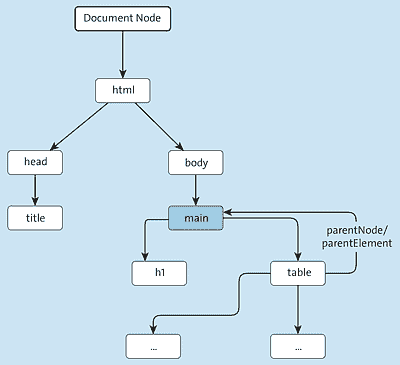 Document Node
html
head
body
title
main
parentNode/
parentElement
h1
table
...
...